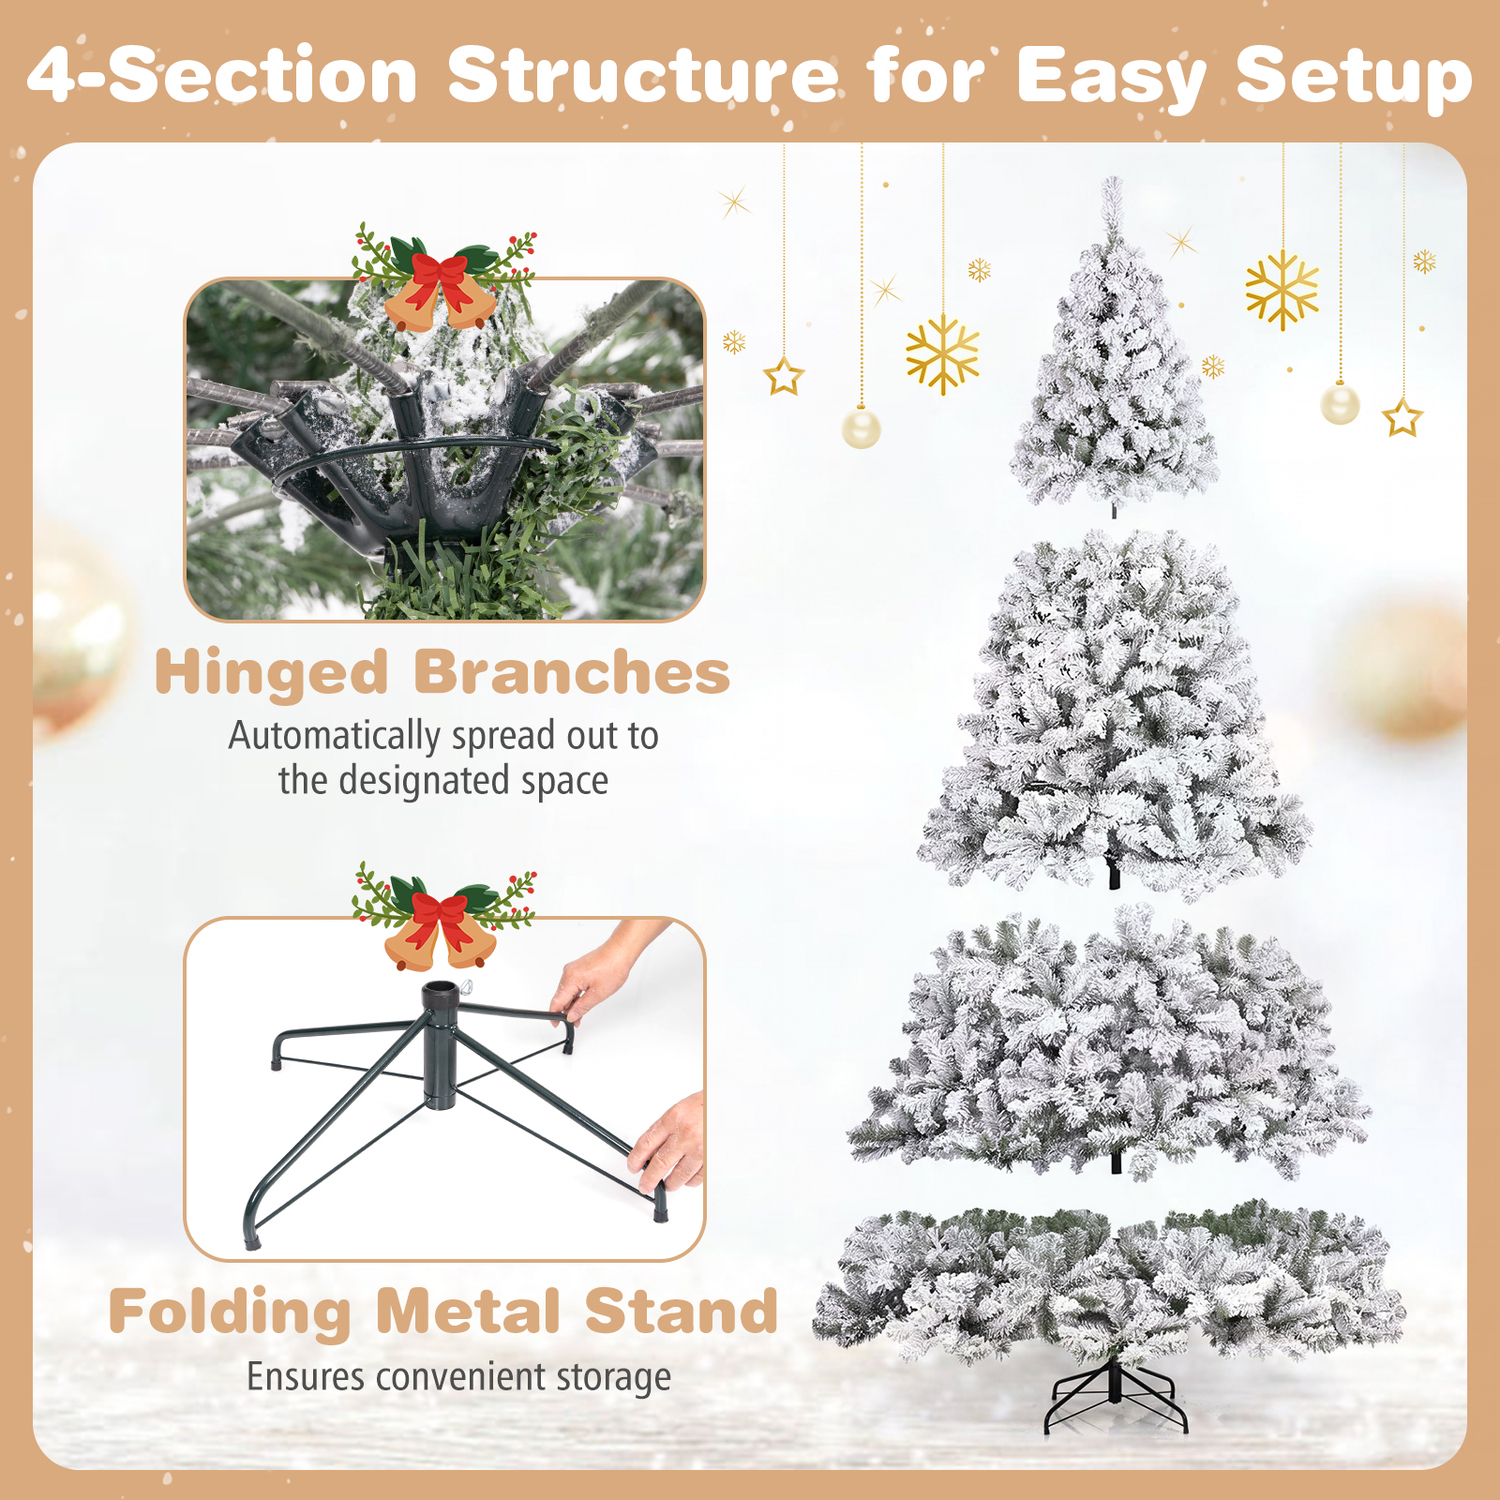 4-Section Structure for Easy Setup
Hinged Branches
Automatically spread out to
the designated space
Folding Metal Stand
Ensures convenient storage